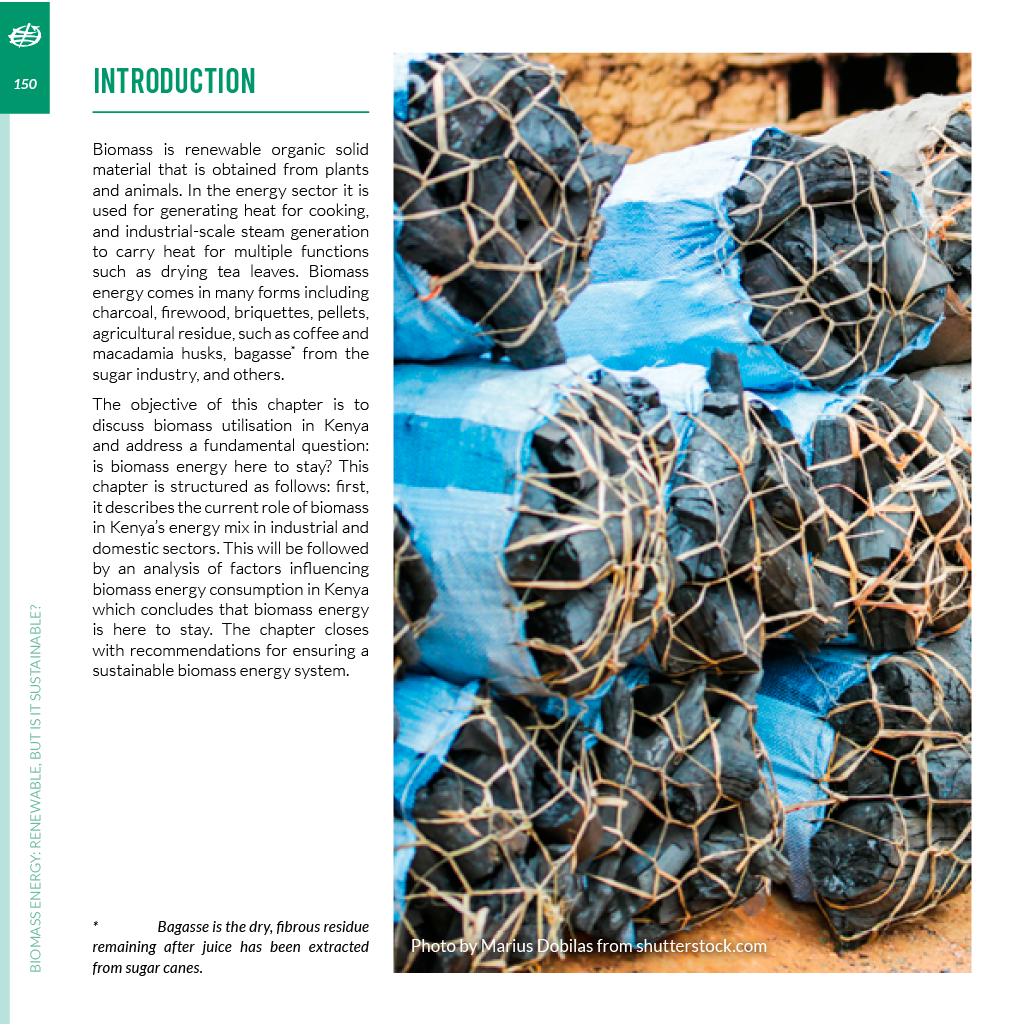 150
INTRODUCTION
Biomass is renewable organic solid
material that is obtained from plants
and animals. In the energy sector it is
used for generating heat for cooking,
and industrial-scale steam generation
to carry heat for multiple functions
such as drying tea leaves. Biomass
energy comes in many forms including
charcoal, firewood, briquettes, pellets,
agricultural residue, such as coffee and
macadamia husks, bagasse* from the
sugar industry, and others.
The objective of this chapter is to
discuss biomass utilisation in Kenya
and address a fundamental question:
is biomass energy here to stay? This
chapter is structured as follows: first,
it describes the current role of biomass
in Kenya's energy mix in industrial and
domestic sectors. This will be followed
by an analysis of factors influencing
biomass energy consumption in Kenya
which concludes that biomass energy
is here to stay. The chapter closes
with recommendations for ensuring a
sustainable biomass energy system.
* Bagasse is the dry, fibrous residue
remaining after juice has been extracted
from sugar canes.
BIOMASS ENERGY: RENEWABLE, BUT IS IT SUSTAINABLE?
Photo by Marius Dobilas from shutterstock.com